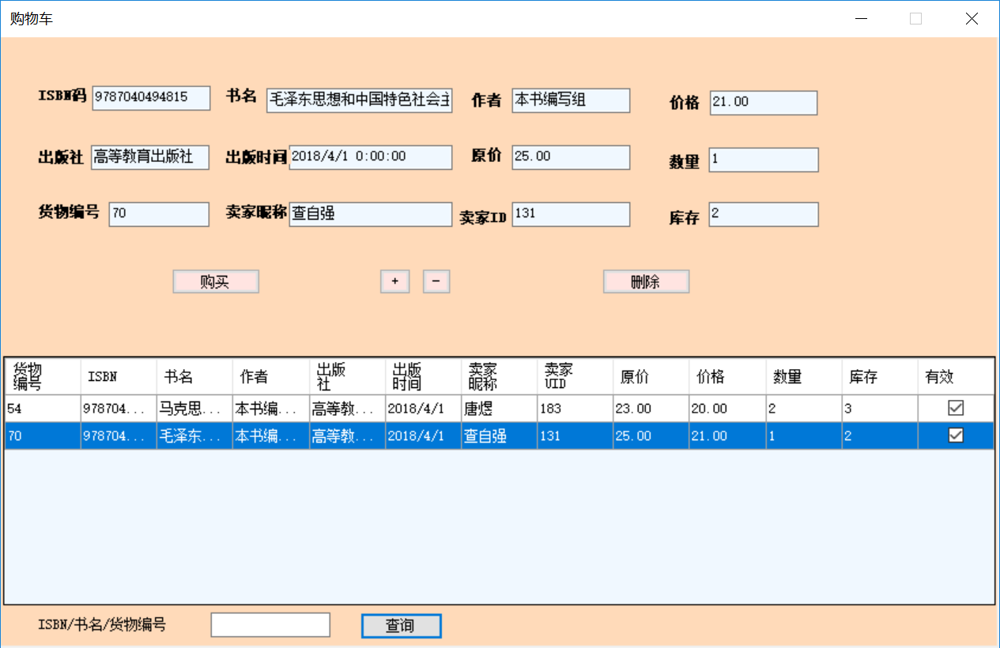 购物车
ISBN码 9787040494815 书名 毛泽东思想和中国特色社会主 作者 本书编写组 价格 21.00
出版社 高等教育出版社 出版时间 2018/4/1 0:00:00 原价 25.00 数量 1
货物编号 70 卖家昵称 查自强 卖家ID 131 库存 2
购买 + - 删除
货物编号 ISBN 书名 作者 出版社 出版时间 卖家昵称 卖家UID 原价 价格 数量 库存 有效
54 978704... 马克思... 本书编... 高等教... 2018/4/1 唐煜 183 23.00 20.00 2 3
70 978704... 毛泽东... 本书编... 高等教... 2018/4/1 查自强 131 25.00 21.00 1 2
ISBN/书名/货物编号 查询